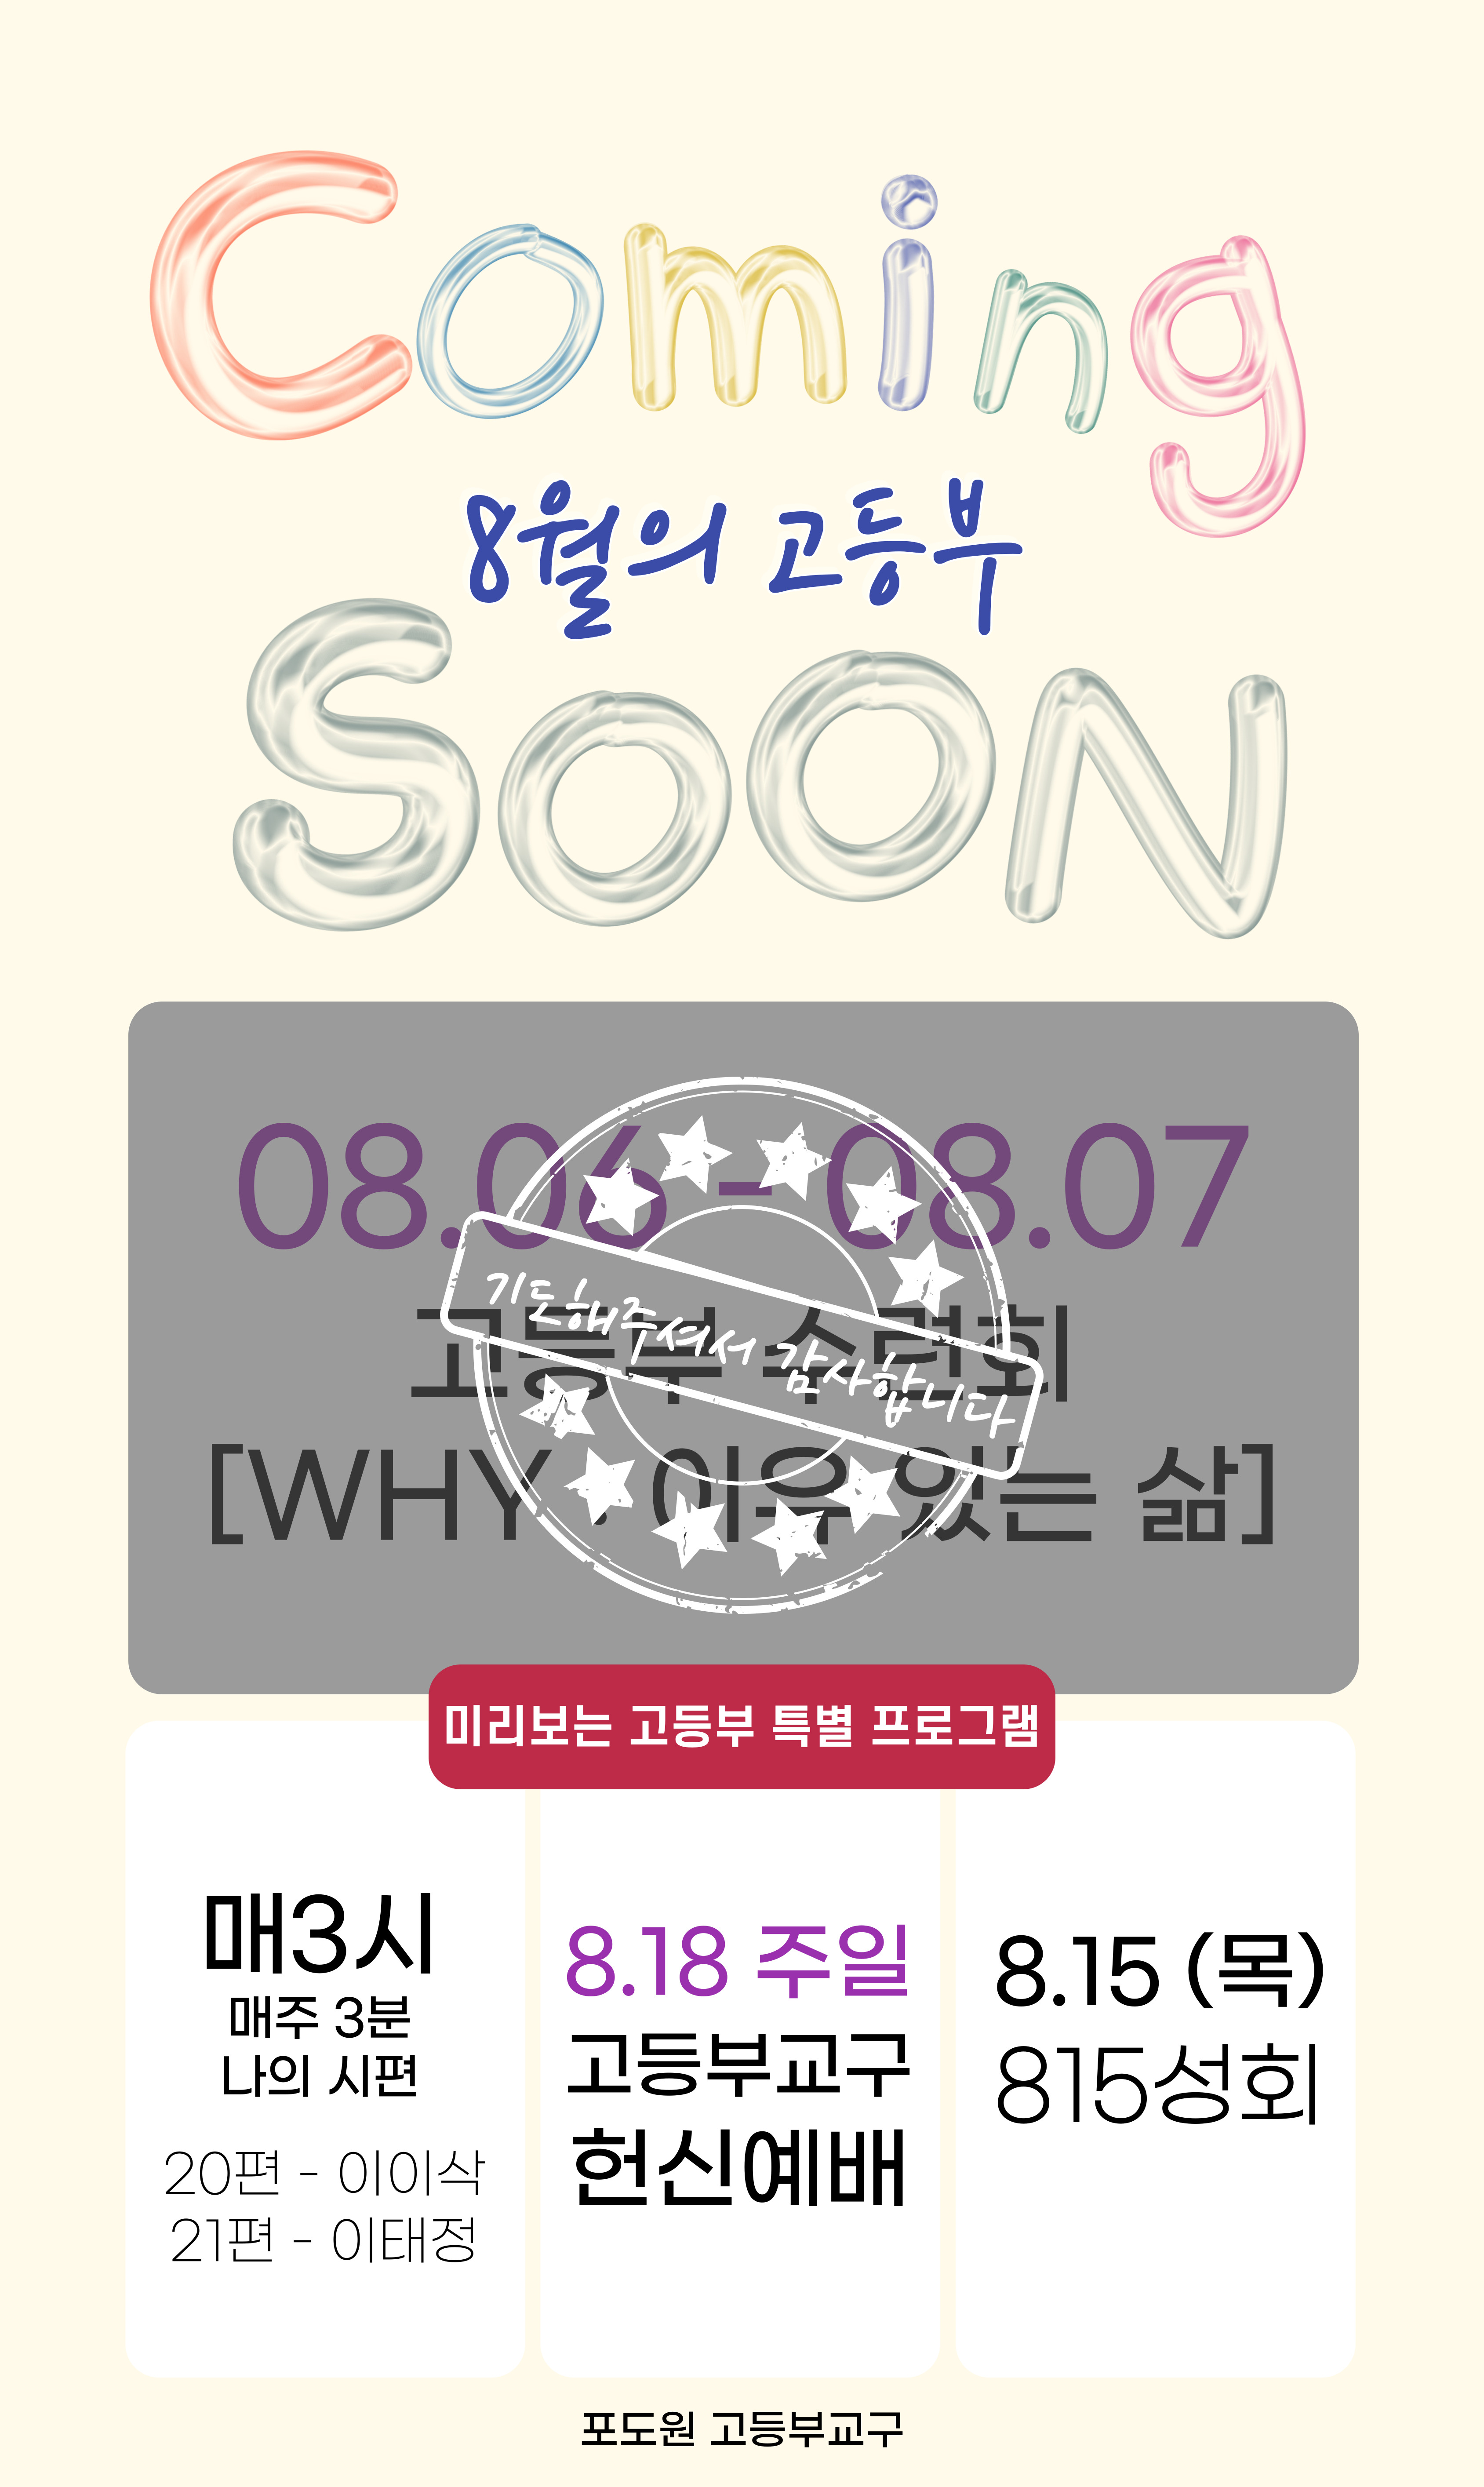 Coming
8월의 고등부
SOON
08.06 - 08.07
고등부 수련회
[WHY : 이유 있는 삶]
기도해주셔서 감사합니다
미리보는 고등부 특별 프로그램
매3시
매주 3분
나의 시편
20편 - 이이삭
21편 - 이태정
8.18 주일
고등부교구
헌신예배
8.15 (목)
815성회
포도원 고등부교구